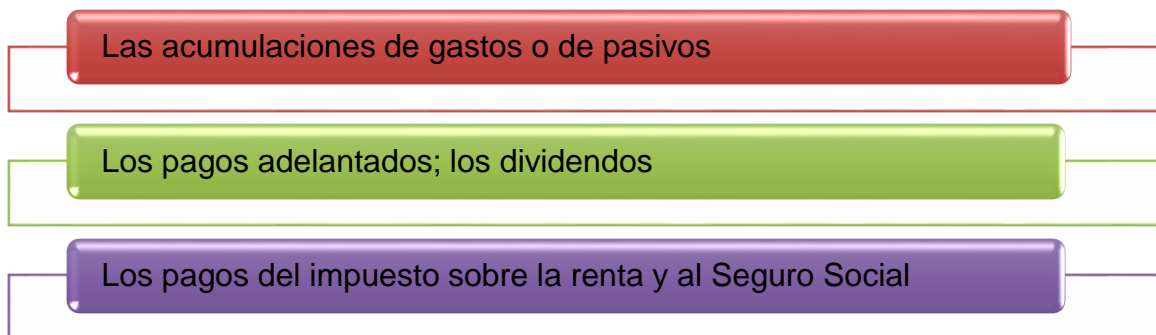 Las acumulaciones de gastos o de pasivos
Los pagos adelantados; los dividendos
Los pagos del impuesto sobre la renta y al Seguro Social